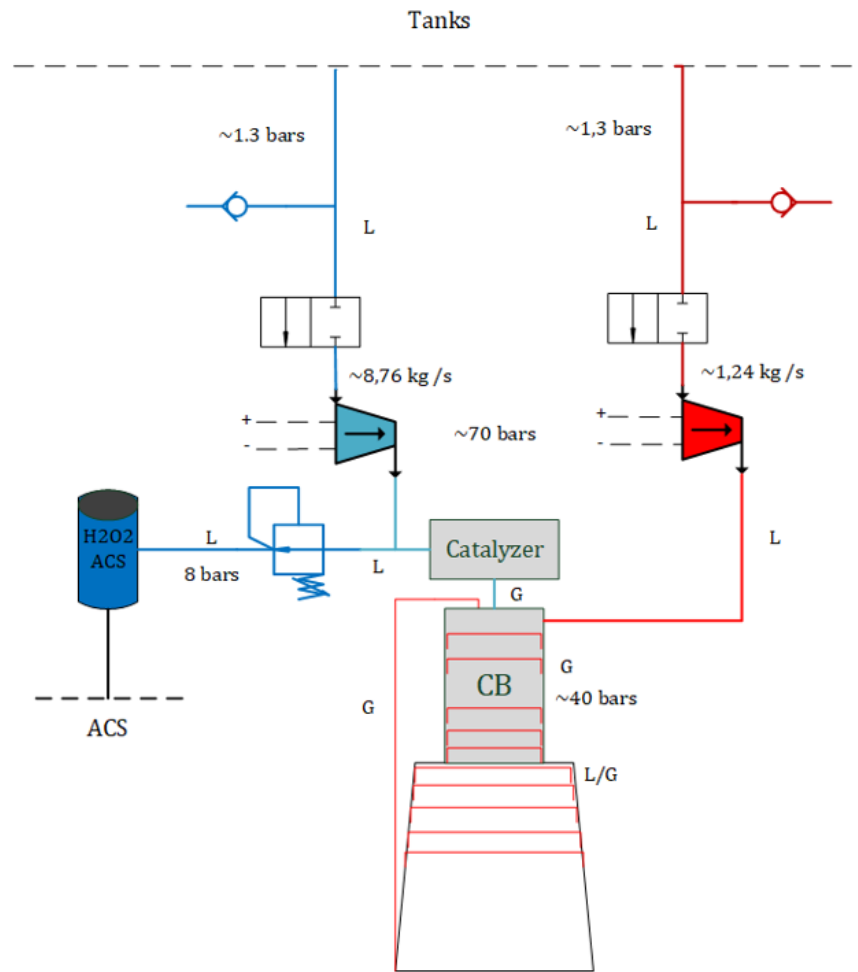 Tanks
~1.3 bars
~1,3 bars
L
L
~8,76 kg /s
~1,24 kg /s
+
-
~70 bars
+
-
H2O2
ACS
L
8 bars
L
Catalyzer
L
G
G
CB
G
~40 bars
ACS
L/G